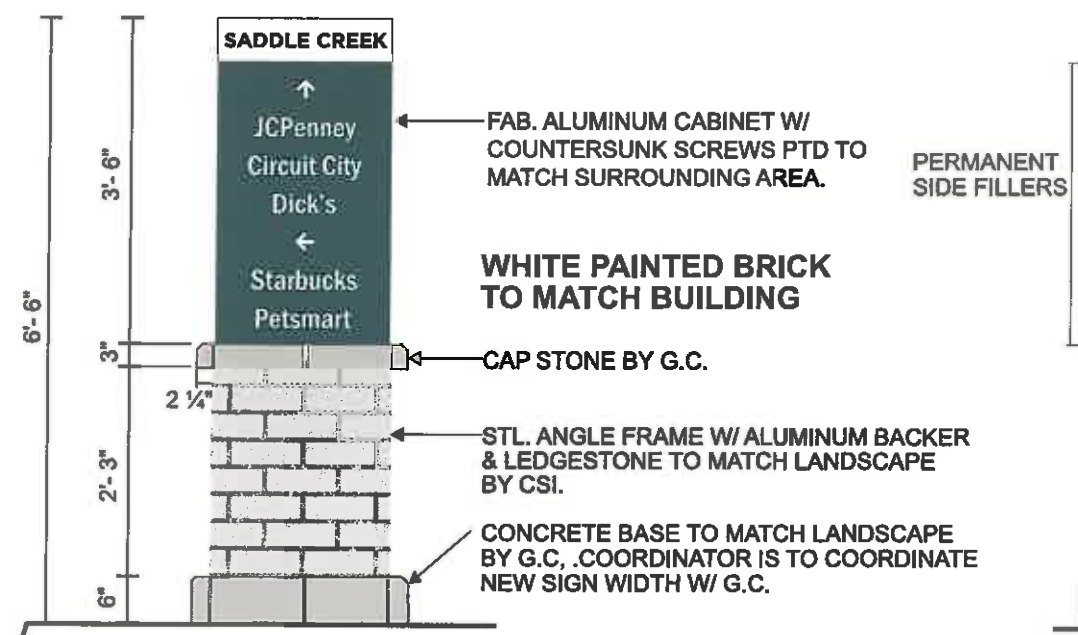 SADDLE CREEK
↑
JCPenney
Circuit City
Dick's
←
Starbucks
Petsmart
6'- 6"
3'- 6"
3"
2 ¼"
2'- 3"
6"
FAB. ALUMINUM CABINET W/
COUNTERSUNK SCREWS PTD TO
MATCH SURROUNDING AREA.
WHITE PAINTED BRICK
TO MATCH BUILDING
CAP STONE BY G.C.
STL. ANGLE FRAME W/ ALUMINUM BACKER
& LEDGESTONE TO MATCH LANDSCAPE
BY CSI.
CONCRETE BASE TO MATCH LANDSCAPE
BY G.C, .COORDINATOR IS TO COORDINATE
NEW SIGN WIDTH W/ G.C.
PERMANENT
SIDE FILLERS